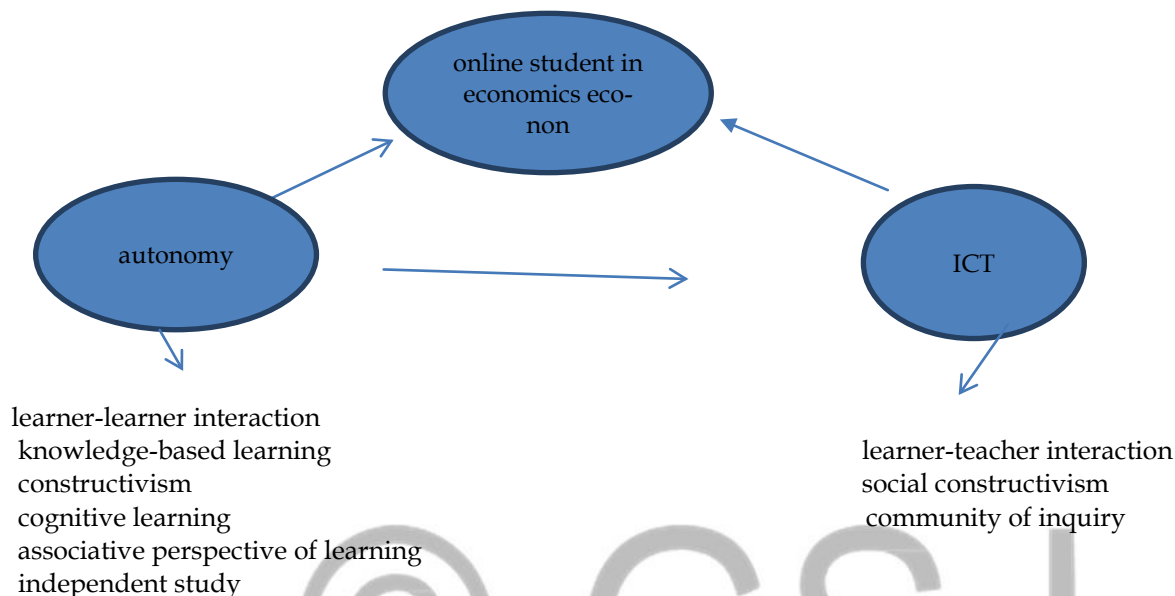 online student in
economics eco-
non
autonomy
ICT
learner-learner interaction
knowledge-based learning
constructivism
cognitive learning
associative perspective of learning
independent study
learner-teacher interaction
social constructivism
community of inquiry
© GSJ